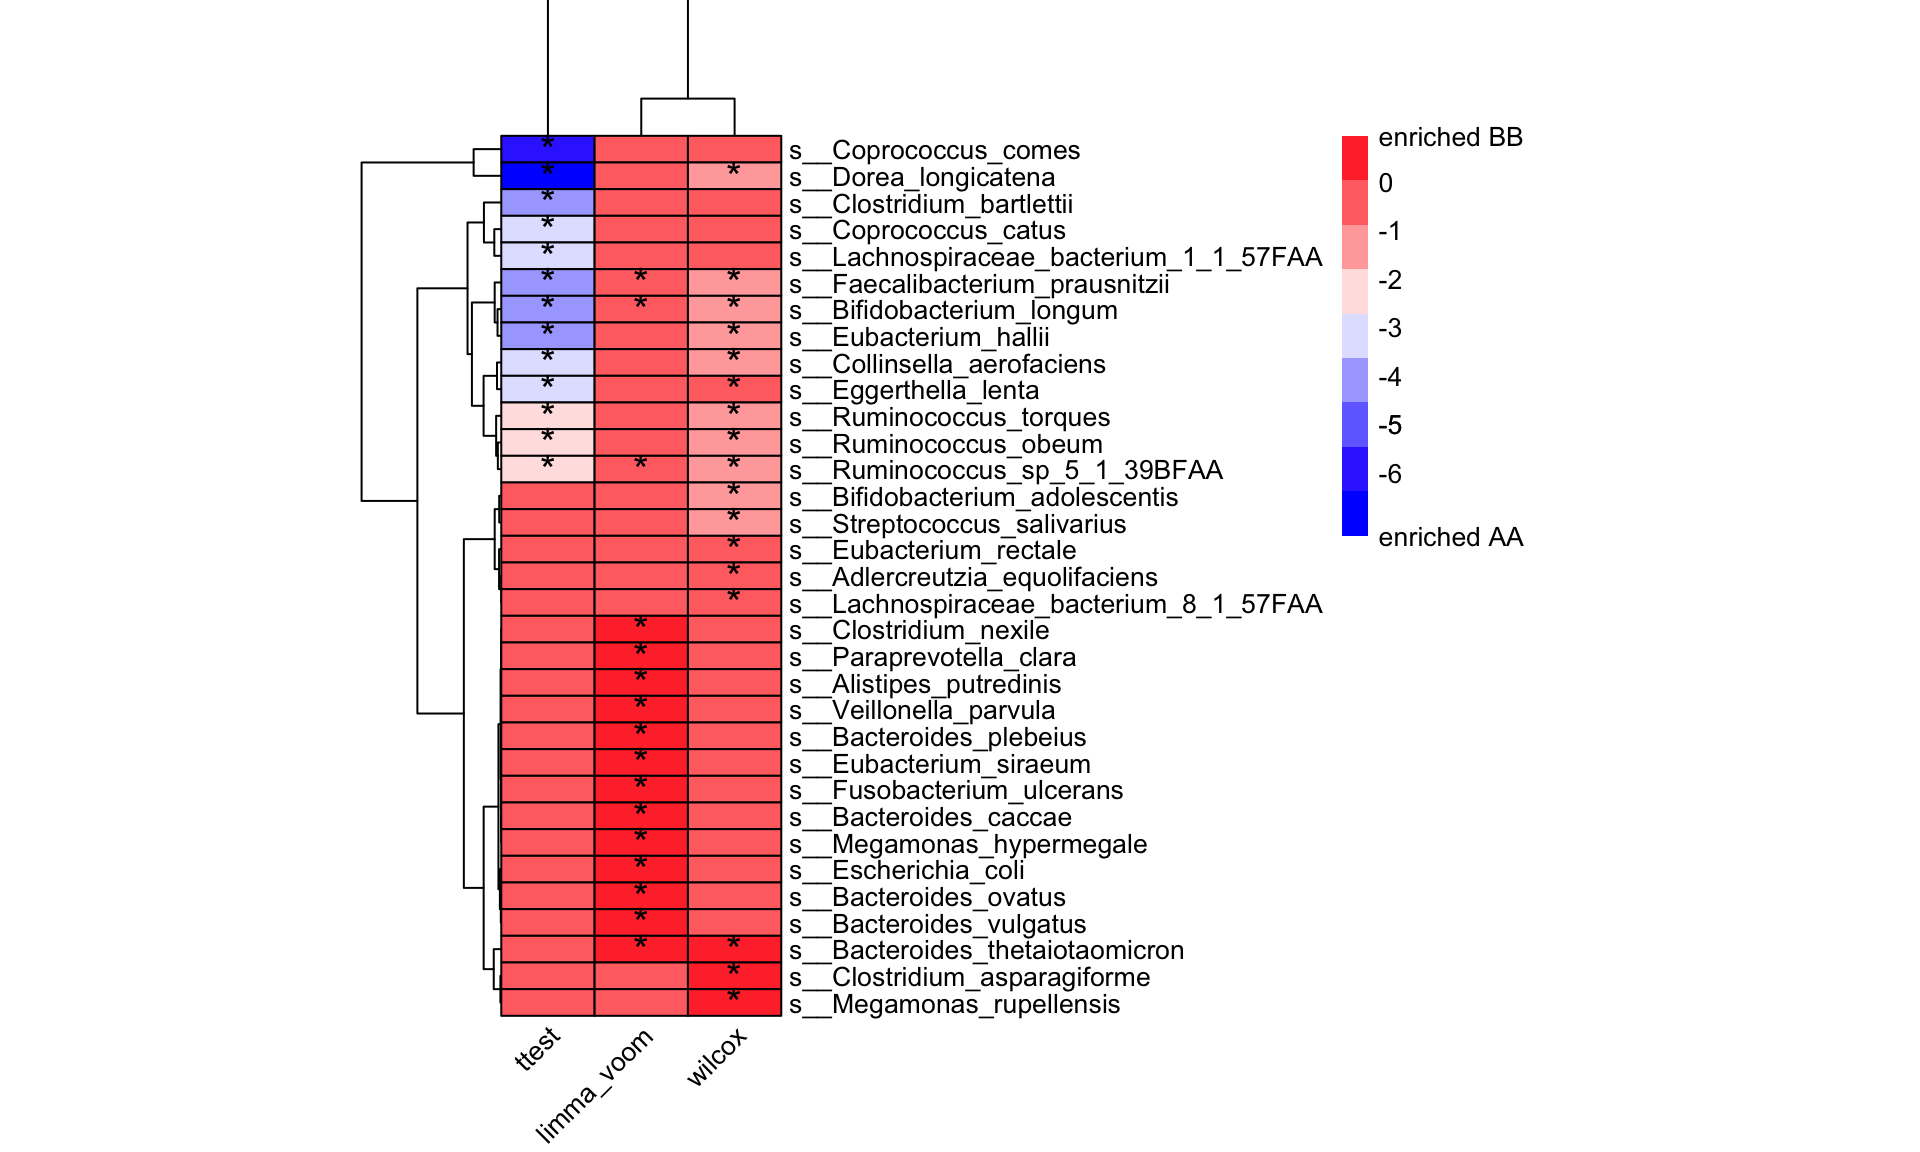 enriched BB
0
-1
-2
-3
-4
-5
-6
enriched AA
*
s__Coprococcus_comes
* *
s__Dorea_longicatena
*
s__Clostridium_bartlettii
*
s__Coprococcus_catus
*
s__Lachnospiraceae_bacterium_1_1_57FAA
* * *
s__Faecalibacterium_prausnitzii
* * *
s__Bifidobacterium_longum
* *
s__Eubacterium_hallii
* *
s__Collinsella_aerofaciens
* *
s__Eggerthella_lenta
* *
s__Ruminococcus_torques
* *
s__Ruminococcus_obeum
* * *
s__Ruminococcus_sp_5_1_39BFAA
*
s__Bifidobacterium_adolescentis
*
s__Streptococcus_salivarius
*
s__Eubacterium_rectale
*
s__Adlercreutzia_equolifaciens
*
s__Lachnospiraceae_bacterium_8_1_57FAA
*
s__Clostridium_nexile
*
s__Paraprevotella_clara
*
s__Alistipes_putredinis
*
s__Veillonella_parvula
*
s__Bacteroides_plebeius
*
s__Eubacterium_siraeum
*
s__Fusobacterium_ulcerans
*
s__Bacteroides_caccae
*
s__Megamonas_hypermegale
*
s__Escherichia_coli
*
s__Bacteroides_ovatus
*
s__Bacteroides_vulgatus
* *
s__Bacteroides_thetaiotaomicron
*
s__Clostridium_asparagiforme
*
s__Megamonas_rupellensis
ttest
limma_voom
wilcox